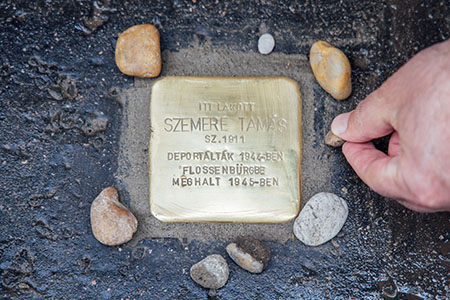 ITT LAKOTT
SZEMERE TAMÁS
SZ. 1911
DEPORTÁLTÁK 1944-BEN
FLOSSENBÜRGBE
MEGHALT 1945-BEN